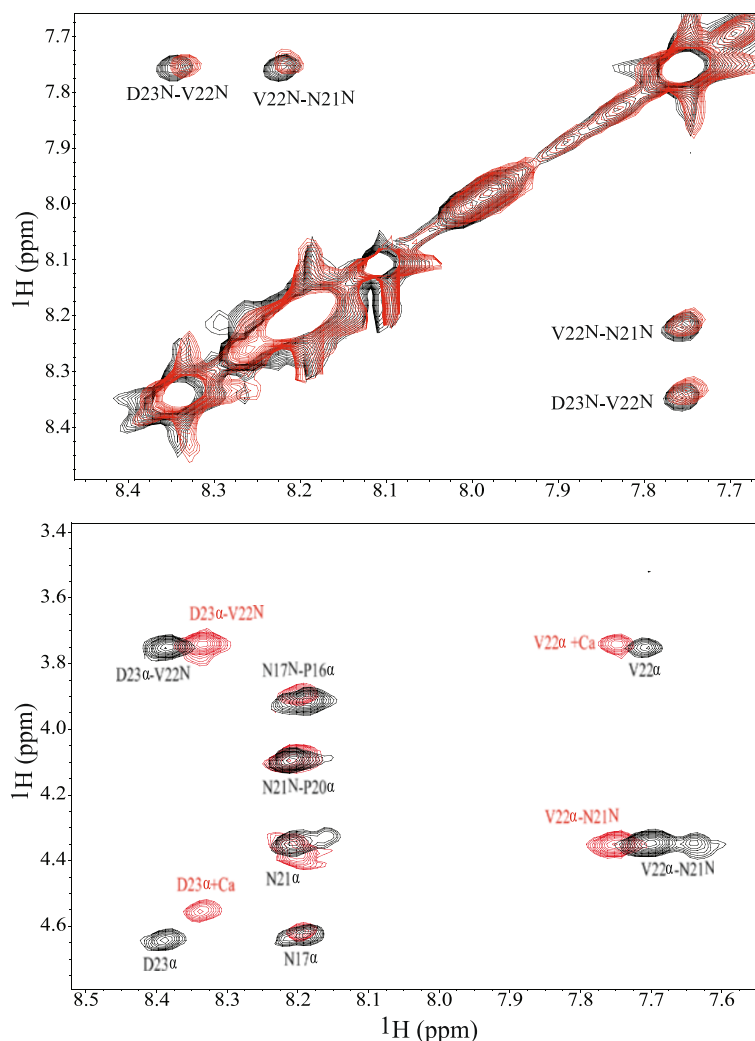 7.7
7.8
7.9
8.0
8.1
8.2
8.3
8.4
¹H (ppm)
D23N-V22N
V22N-N21N
V22N-N21N
D23N-V22N
8.4 8.3 8.2 8.1 8.0 7.9 7.8 7.7
3.4
3.6
3.8
4.0
4.2
4.4
4.6
¹H (ppm)
D23α-V22N
D23α-V22N
N17N-P16α
V22α +Ca
V22α
N21N-P20α
N21α
V22α-N21N
V22α-N21N
D23α+Ca
D23α
N17α
8.5 8.4 8.3 8.2 8.1 8.0 7.9 7.8 7.7 7.6
¹H (ppm)